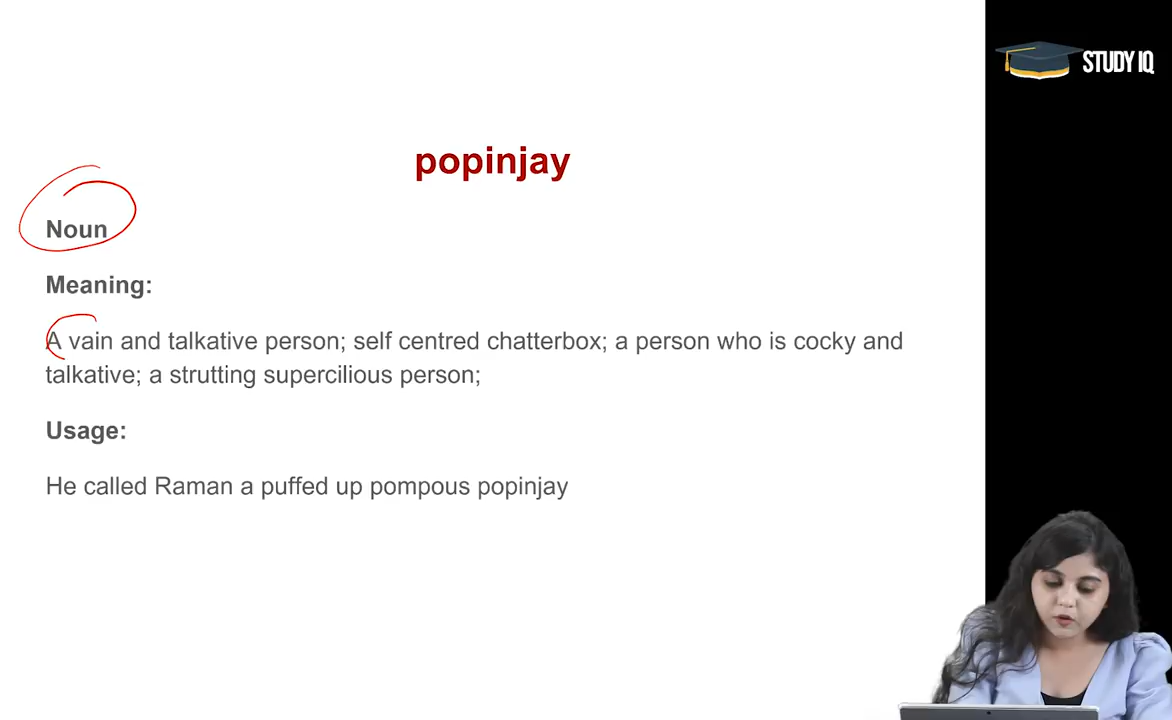 STUDY IQ
popinjay
Noun
Meaning:
A vain and talkative person; self centred chatterbox; a person who is cocky and
talkative; a strutting supercilious person;
Usage:
He called Raman a puffed up pompous popinjay